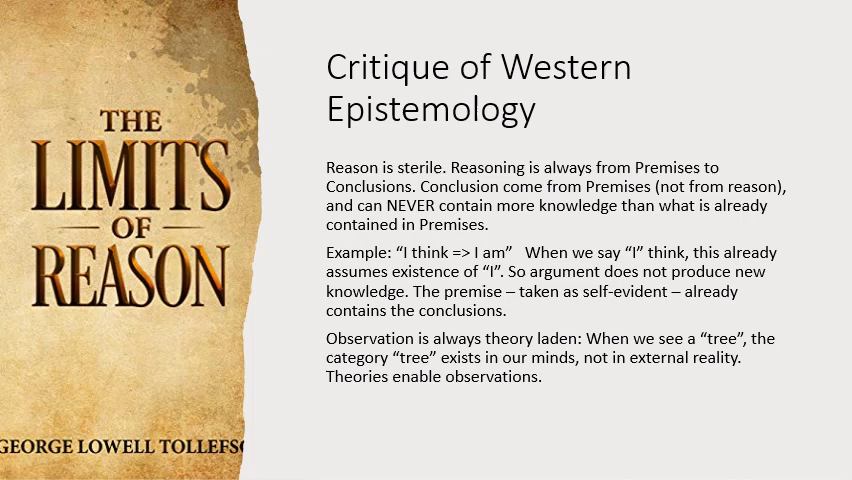 THE
LIMITS
OF
REASON
GEORGE LOWELL TOLLEFSO
Critique of Western
Epistemology
Reason is sterile. Reasoning is always from Premises to
Conclusions. Conclusion come from Premises (not from reason),
and can NEVER contain more knowledge than what is already
contained in Premises.
Example: “I think => I am”   When we say “I” think, this already
assumes existence of “I”. So argument does not produce new
knowledge. The premise – taken as self-evident – already
contains the conclusions.
Observation is always theory laden: When we see a “tree”, the
category “tree” exists in our minds, not in external reality.
Theories enable observations.